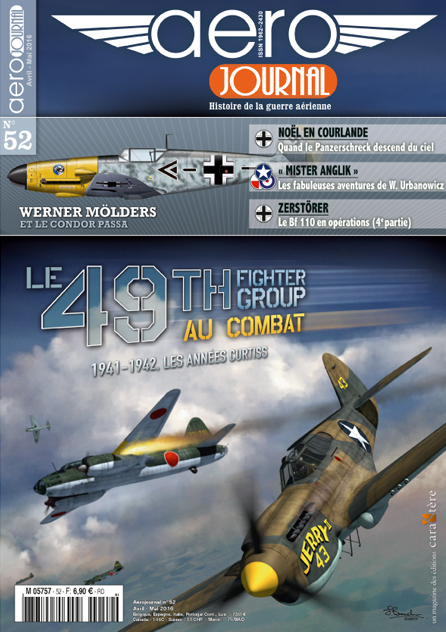 aero
JOURNAL
Avril - Mai 2016
N°
52
aero
ISSN 1962-2430
JOURNAL
Histoire de la guerre aérienne
NOËL EN COURLANDE
Quand le Panzerschreck descend du ciel
« MISTER ANGLIK »
Les fabuleuses aventures de W. Urbanowicz
ZERSTÖRER
Le Bf 110 en opérations (4e partie)
WERNER MÖLDERS
ET LE CONDOR PASSA
LE 49TH FIGHTER
GROUP
AU COMBAT
1941-1942. LES ANNÉES CURTISS
43
JERRY II
43
M 05757 - 52 - F: 6,90 € - RD
Aerojournal n°52
Avril - Mai 2016
un magazine des éditions caraktère